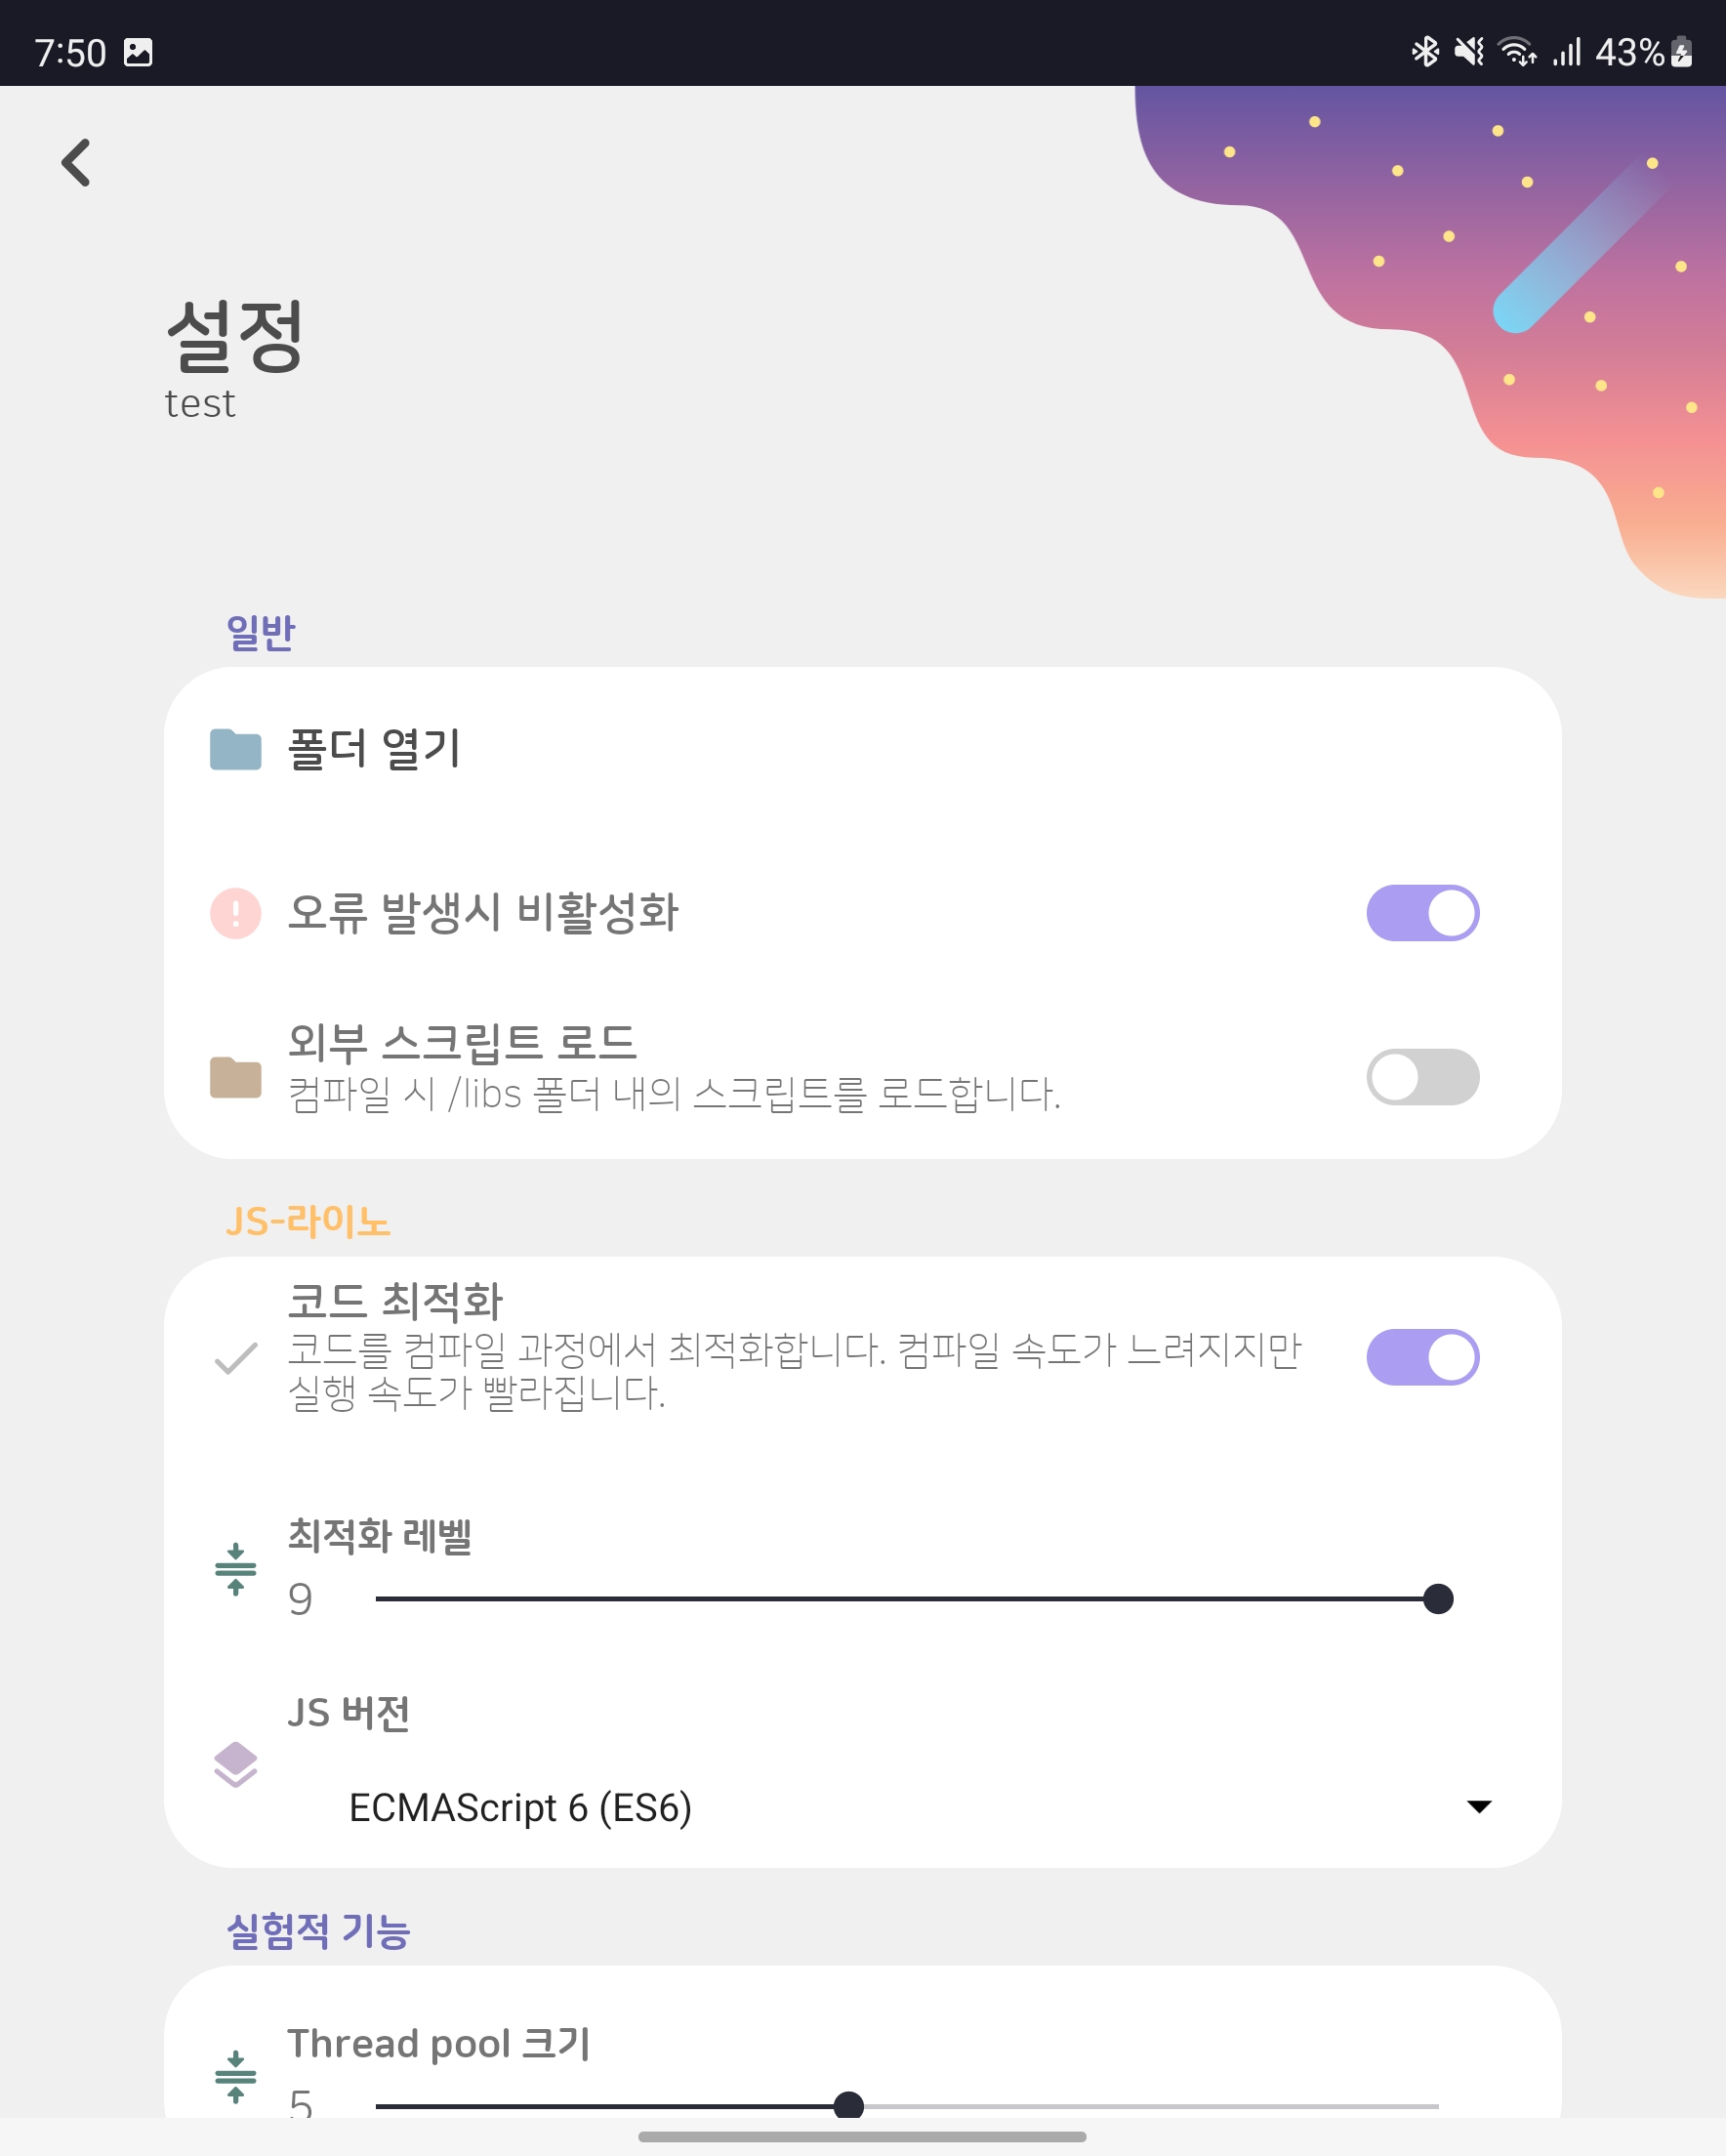 7:50
43%
설정
test
일반
폴더 열기
오류 발생시 비활성화
외부 스크립트 로드
컴파일 시 /libs 폴더 내의 스크립트를 로드합니다.
JS-라이노
코드 최적화
코드를 컴파일 과정에서 최적화합니다. 컴파일 속도가 느려지지만
실행 속도가 빨라집니다.
최적화 레벨
9
JS 버전
ECMAScript 6 (ES6)
실험적 기능
Thread pool 크기
5